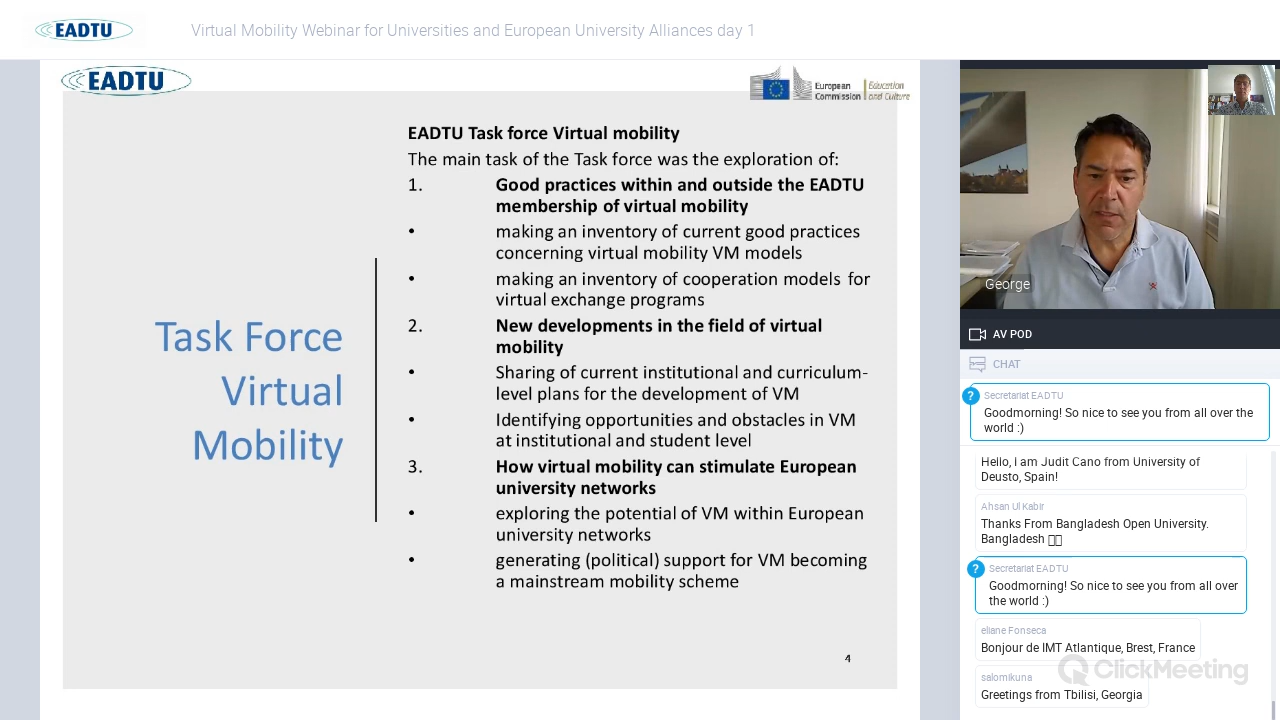 EADTU
Virtual Mobility Webinar for Universities and European University Alliances day 1
EADTU
European
Commission
Education
and Culture
Task Force
Virtual
Mobility
EADTU Task force Virtual mobility
The main task of the Task force was the exploration of:
1. Good practices within and outside the EADTU
membership of virtual mobility
• making an inventory of current good practices
concerning virtual mobility VM models
• making an inventory of cooperation models for
virtual exchange programs
2. New developments in the field of virtual
mobility
• Sharing of current institutional and curriculum-
level plans for the development of VM
• Identifying opportunities and obstacles in VM
at institutional and student level
3. How virtual mobility can stimulate European
university networks
• exploring the potential of VM within European
university networks
• generating (political) support for VM becoming
a mainstream mobility scheme
4
George
AV POD
CHAT
?
Secretariat EADTU
Goodmorning! So nice to see you from all over the
world :)
Hello, I am Judit Cano from University of
Deusto, Spain!
Ahsan Ul Kabir
Thanks From Bangladesh Open University.
Bangladesh
?
Secretariat EADTU
Goodmorning! So nice to see you from all over
the world :)
eliane Fonseca
Bonjour de IMT Atlantique, Brest, France
ClickMeeting
salomikuna
Greetings from Tbilisi, Georgia